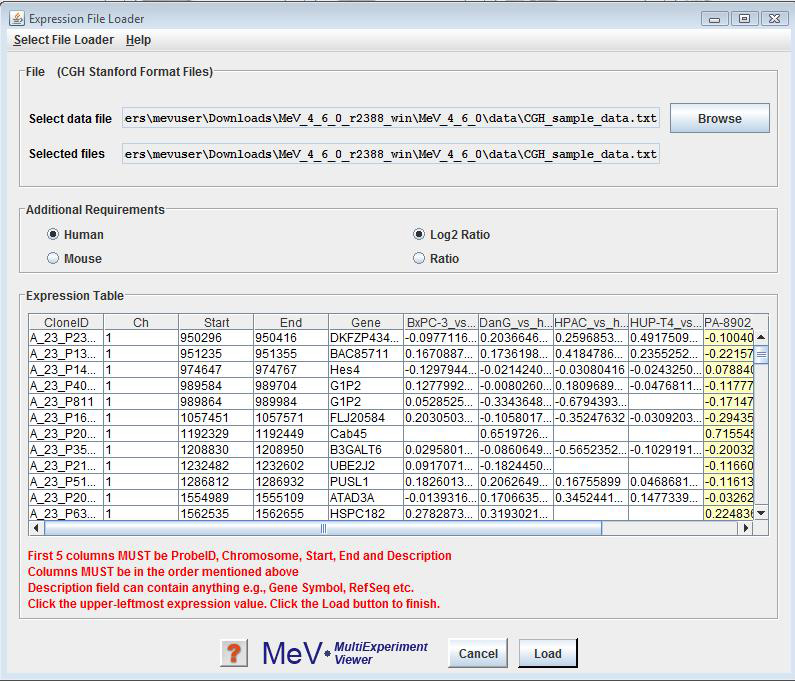 Expression File Loader
Select File Loader Help
File (CGH Stanford Format Files)
Select data file ers\mevuser\Downloads\MeV_4_6_0_r2388_win\MeV_4_6_0\data\CGH_sample_data.txt Browse
Selected files ers\mevuser\Downloads\MeV_4_6_0_r2388_win\MeV_4_6_0\data\CGH_sample_data.txt
Additional Requirements
Human Log2 Ratio
Mouse Ratio
Expression Table
CloneID Ch Start End Gene BxPC-3_vs... DanG_vs_h... HPAC_vs_h... HUP-T4_vs... PA-8902_
A_23_P23... 1 950296 950416 DKFZP434... -0.0977116... 0.2036646... 0.2596853... 0.4917509... -0.10040
A_23_P13... 1 951235 951355 BAC85711 0.1670887... 0.1736198... 0.4184786... 0.2355252... -0.22157
A_23_P14... 1 974647 974767 Hes4 -0.1297944... -0.0214240... -0.03080416 -0.0243250... 0.078840
A_23_P40... 1 989584 989704 G1P2 0.1277992... -0.0080260... 0.1809689... -0.0476811... -0.11777
A_23_P811 1 989864 989984 G1P2 0.0528525... -0.3343648... -0.6794393... -0.17147
A_23_P16... 1 1057451 1057571 FLJ20584 0.2030503... -0.1058017... -0.35247632 -0.0309203... -0.29435
A_23_P20... 1 1192329 1192449 Cab45 0.6519726... 0.715545
A_23_P35... 1 1208830 1208950 B3GALT6 0.0295801... -0.0860649... -0.5652352... -0.1029191... -0.20032
A_23_P21... 1 1232482 1232602 UBE2J2 0.0917071... -0.1824450... -0.11660
A_23_P51... 1 1286812 1286932 PUSL1 0.1826013... 0.2062649... 0.16755899 0.0468681... -0.11613
A_23_P20... 1 1554989 1555109 ATAD3A -0.0139316... 0.1706635... 0.3452441... 0.1477339... -0.03262
A_23_P63... 1 1562535 1562655 HSPC182 0.2782873... 0.3193021... 0.224836
First 5 columns MUST be ProbeID, Chromosome, Start, End and Description
Columns MUST be in the order mentioned above
Description field can contain anything e.g., Gene Symbol, RefSeq etc.
Click the upper-leftmost expression value. Click the Load button to finish.
? MeV MultiExperiment Viewer Cancel Load